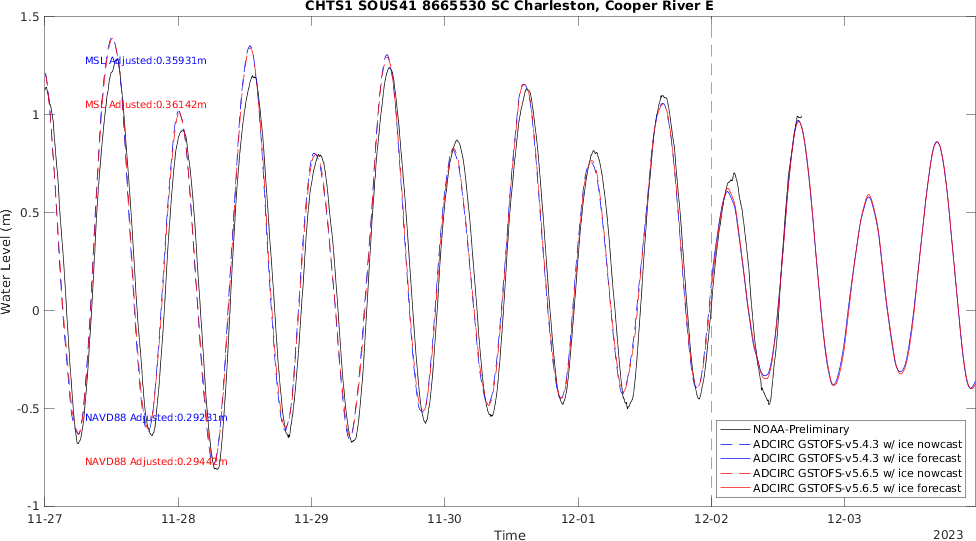 CHTS1 SOUS41 8665530 SC Charleston, Cooper River E
1.5
1
0.5
0
-0.5
-1
Water Level (m)
MSL Adjusted:0.35931m
MSL Adjusted:0.36142m
NAVD88 Adjusted:0.29231m
NAVD88 Adjusted:0.29442m
NOAA-Preliminary
ADCIRC GSTOFS-v5.4.3 w/ ice nowcast
ADCIRC GSTOFS-v5.4.3 w/ ice forecast
ADCIRC GSTOFS-v5.6.5 w/ ice nowcast
ADCIRC GSTOFS-v5.6.5 w/ ice forecast
11-27 11-28 11-29 11-30 12-01 12-02 12-03
Time
2023